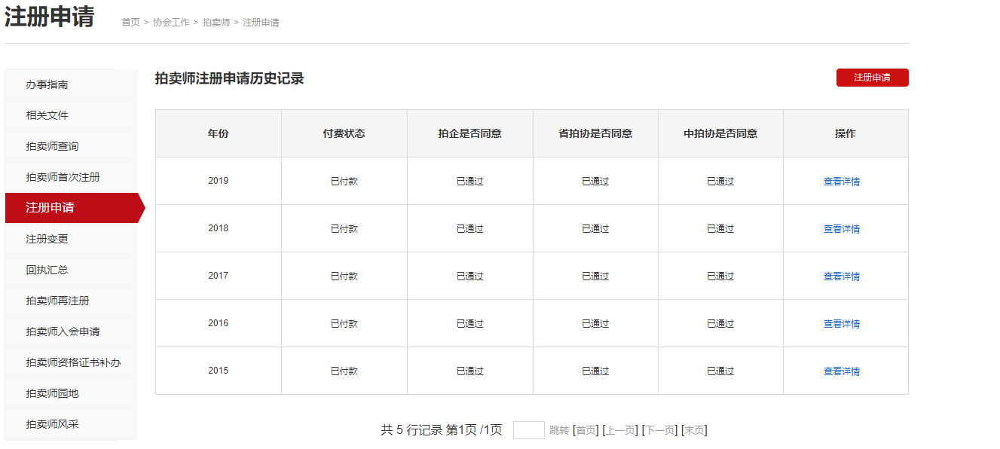 注册申请
首页 > 协会工作 > 拍卖师 > 注册申请
办事指南
相关文件
拍卖师查询
拍卖师首次注册
注册申请
注册变更
回执汇总
拍卖师再注册
拍卖师入会申请
拍卖师资格证书补办
拍卖师园地
拍卖师风采
拍卖师注册申请历史记录
注册申请
年份 付费状态 拍企是否同意 省拍协是否同意 中拍协是否同意 操作
2019 已付款 已通过 已通过 已通过 查看详情
2018 已付款 已通过 已通过 已通过 查看详情
2017 已付款 已通过 已通过 已通过 查看详情
2016 已付款 已通过 已通过 已通过 查看详情
2015 已付款 已通过 已通过 已通过 查看详情
共 5 行记录 第1页 /1页 跳转 [首页] [上一页] [下一页] [末页]